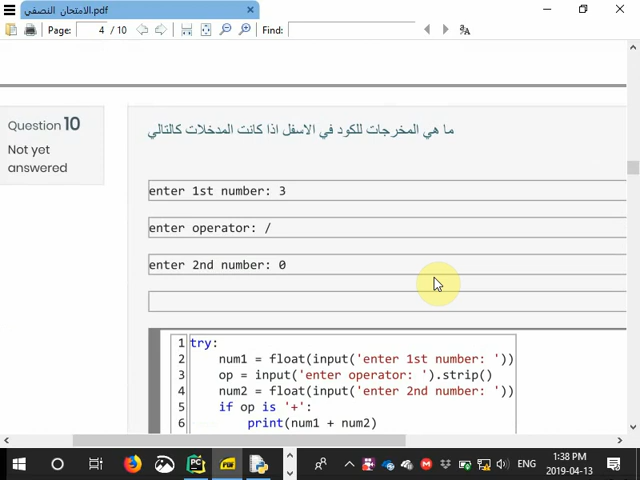 الامتحان النصفي.pdf
Page: 4 / 10 Find:
Question 10
Not yet
answered
ما هي المخرجات للكود في الاسفل اذا كانت المدخلات كالتالي
enter 1st number: 3
enter operator: /
enter 2nd number: 0
1 try:
2 num1 = float(input('enter 1st number: '))
3 op = input('enter operator: ').strip()
4 num2 = float(input('enter 2nd number: '))
5 if op is '+':
6 print(num1 + num2)
ENG
1:38 PM
2019-04-13